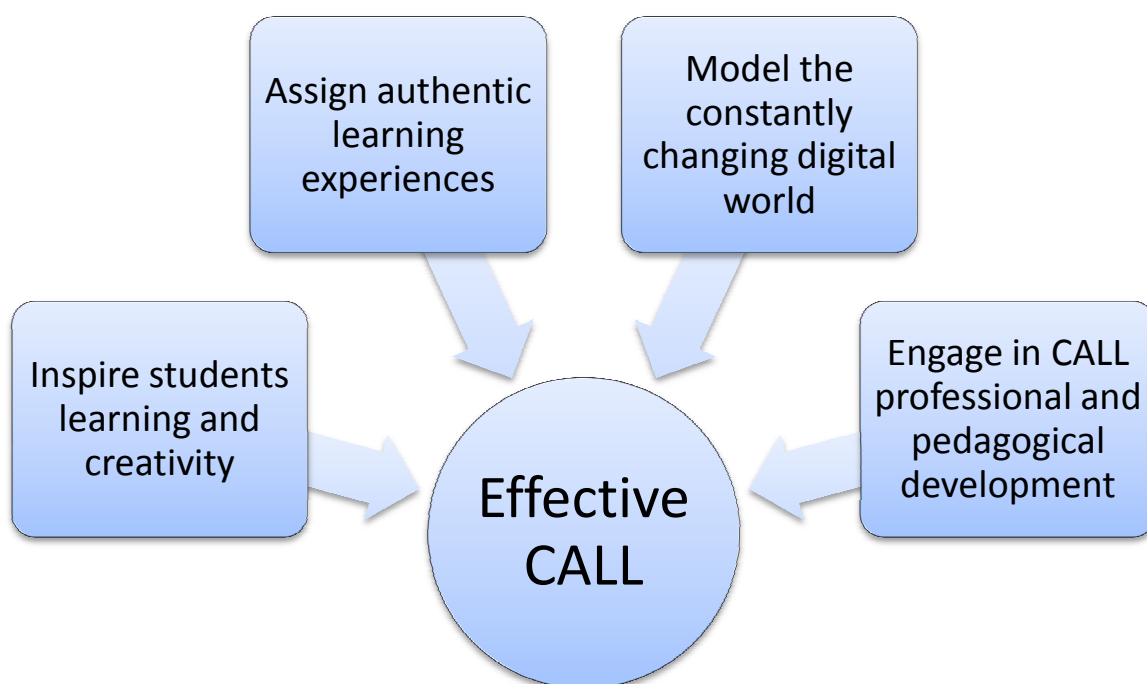 Assign authentic
learning
experiences
Model the
constantly
changing digital
world
Inspire students
learning and
creativity
Engage in CALL
professional and
pedagogical
development
Effective
CALL